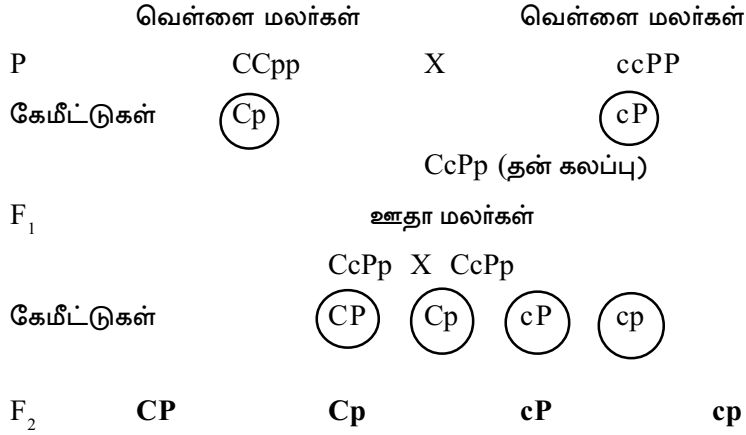 வெள்ளை மலர்கள் வெள்ளை மலர்கள்
P CCpp X ccPP
கேமீட்டுகள் Cp cP
CcPp (தன் கலப்பு)
F₁ ஊதா மலர்கள்
CcPp X CcPp
கேமீட்டுகள் CP Cp cP cp
F₂ CP Cp cP cp